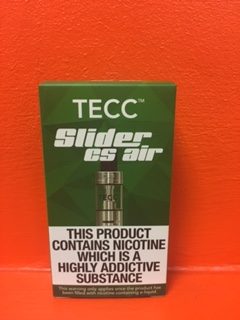 TECC™
Slider
cs air
THIS PRODUCT
CONTAINS NICOTINE
WHICH IS A
HIGHLY ADDICTIVE
SUBSTANCE
This warning only applies once the product has
been filled with nicotine containing e-liquid.